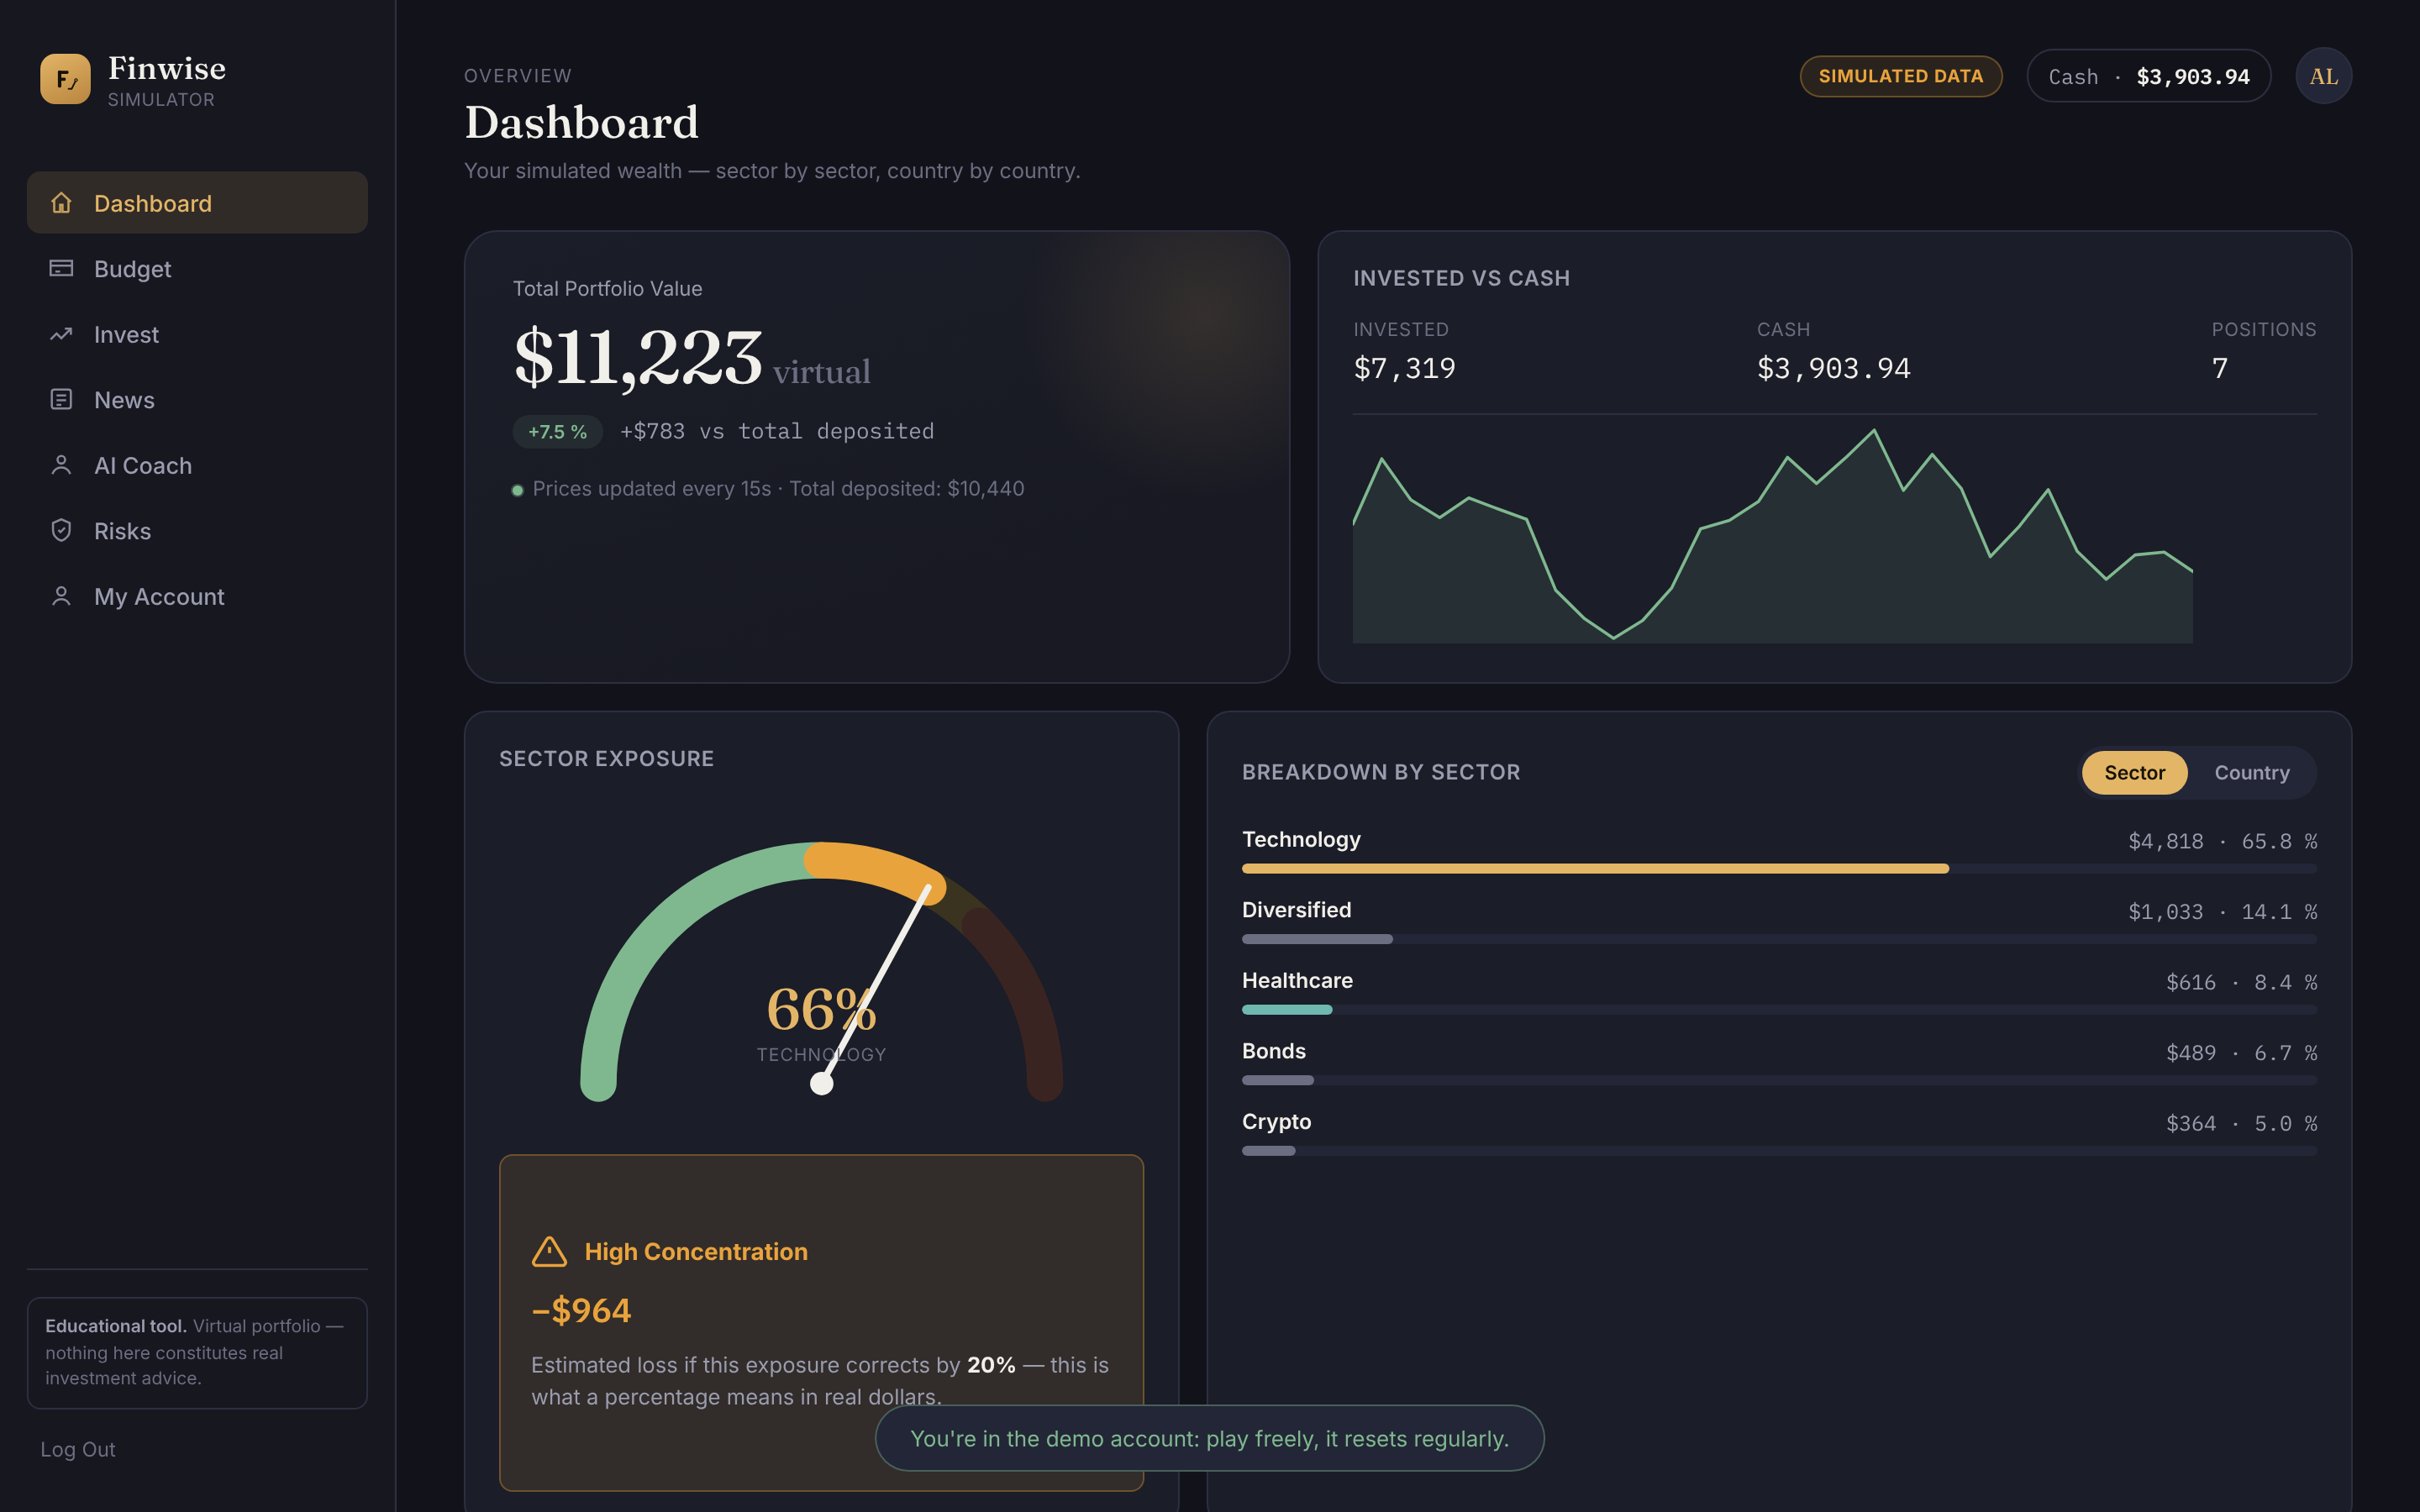 Finwise
SIMULATOR
Dashboard
Budget
Invest
News
AI Coach
Risks
My Account
Educational tool. Virtual portfolio —
nothing here constitutes real
investment advice.
Log Out
OVERVIEW
Dashboard
Your simulated wealth — sector by sector, country by country.
SIMULATED DATA
Cash · $3,903.94
AL
Total Portfolio Value
$11,223 virtual
+7.5 % +$783 vs total deposited
Prices updated every 15s · Total deposited: $10,440
INVESTED VS CASH
INVESTED CASH POSITIONS
$7,319 $3,903.94 7
SECTOR EXPOSURE
66%
TECHNOLOGY
High Concentration
−$964
Estimated loss if this exposure corrects by 20% — this is
what a percentage means in real dollars.
BREAKDOWN BY SECTOR
Sector Country
Technology $4,818 · 65.8 %
Diversified $1,033 · 14.1 %
Healthcare $616 · 8.4 %
Bonds $489 · 6.7 %
Crypto $364 · 5.0 %
You're in the demo account: play freely, it resets regularly.